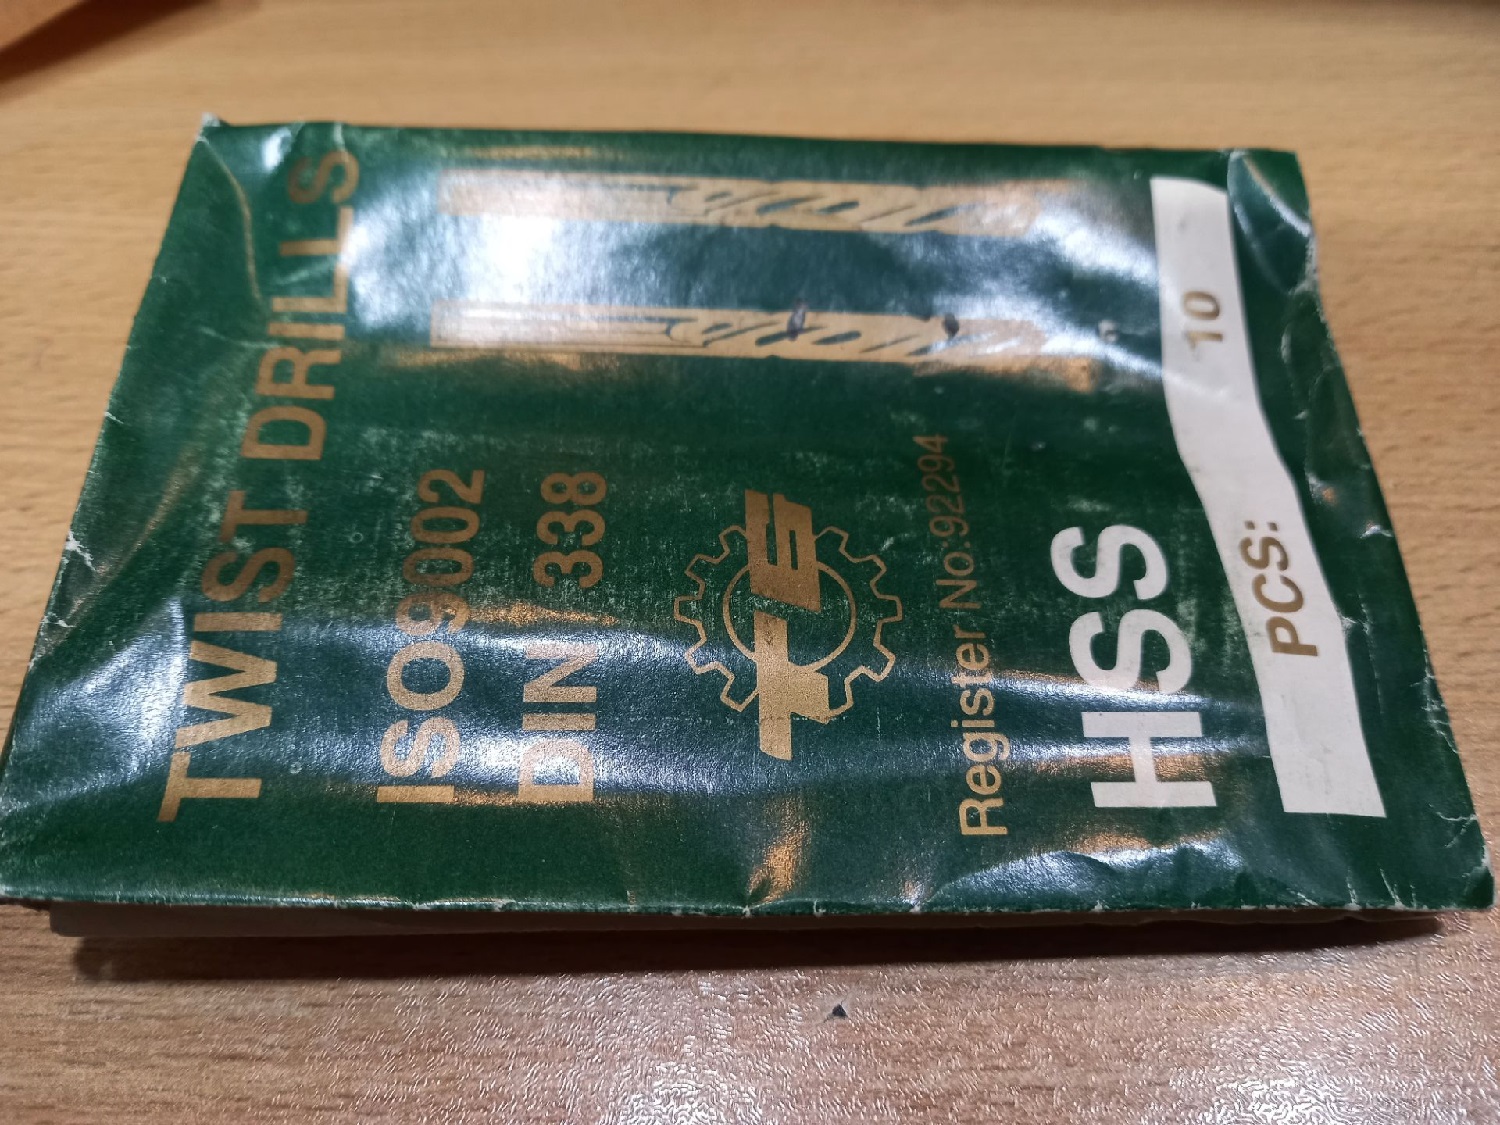 TWIST DRILLS
ISO9002
DIN 338
Register No:92294
HSS
PCS: 10